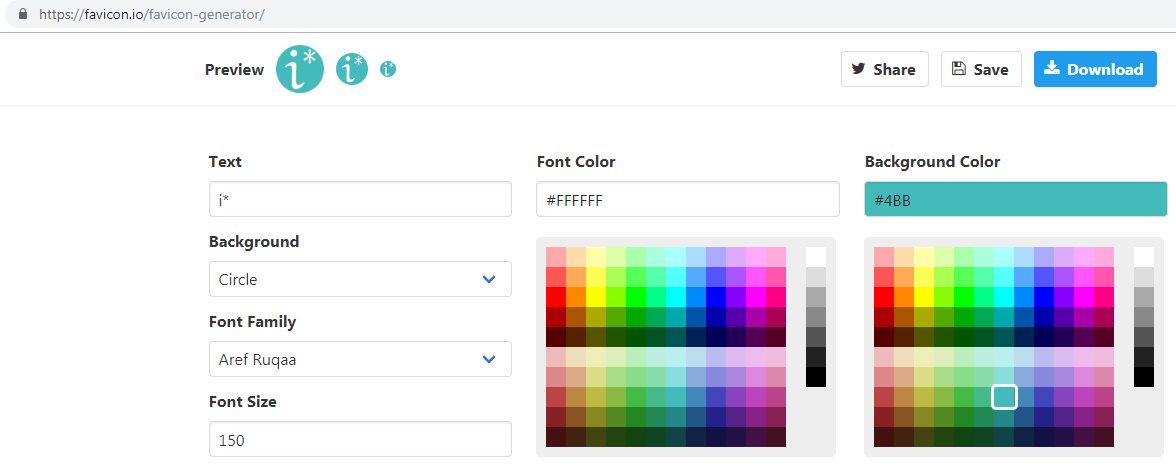 https://favicon.io/favicon-generator/
Preview i* i* i* Share Save Download
Text Font Color Background Color
i* #FFFFFF #4BB
Background
Circle
Font Family
Aref Ruqaa
Font Size
150